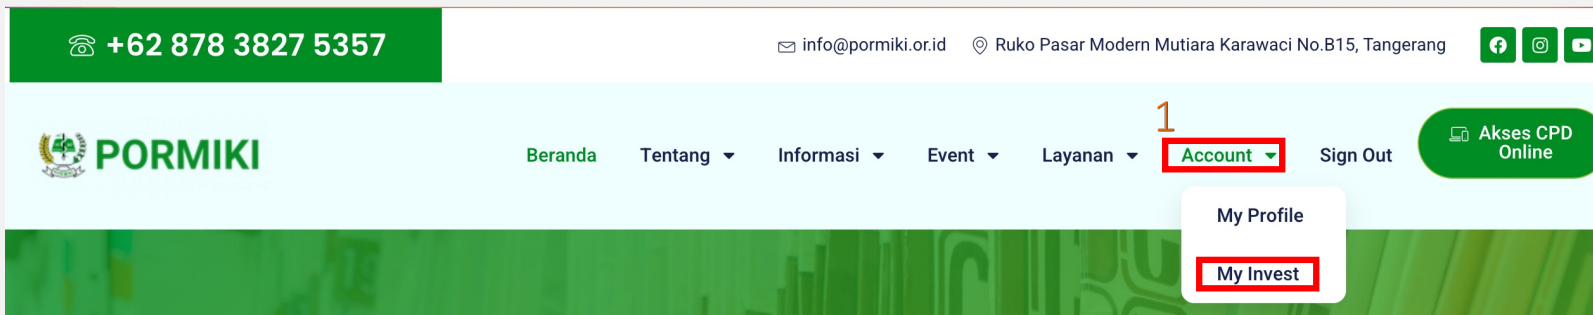 +62 878 3827 5357
info@pormiki.or.id
Ruko Pasar Modern Mutiara Karawaci No.B15, Tangerang
1
PORMIKI
Beranda
Tentang
Informasi
Event
Layanan
Account
Sign Out
Akses CPD
Online
My Profile
My Invest